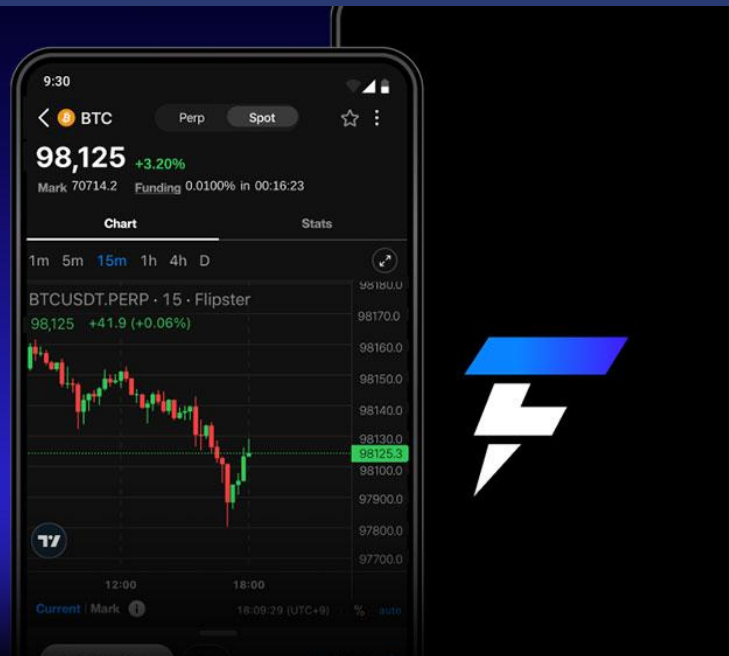 9:30
BTC Perp Spot
98,125 +3.20%
Mark 70714.2 Funding 0.0100% in 00:16:23
Chart Stats
1m 5m 15m 1h 4h D
98180.0
BTCUSDT.PERP · 15 · Flipster
98170.0
98,125 +41.9 (+0.06%)
98160.0
98150.0
98140.0
98130.0
98125.3
98100.0
97900.0
97800.0
97700.0
12:00 18:00
Current | Mark 18:09:29 (UTC+9) % auto